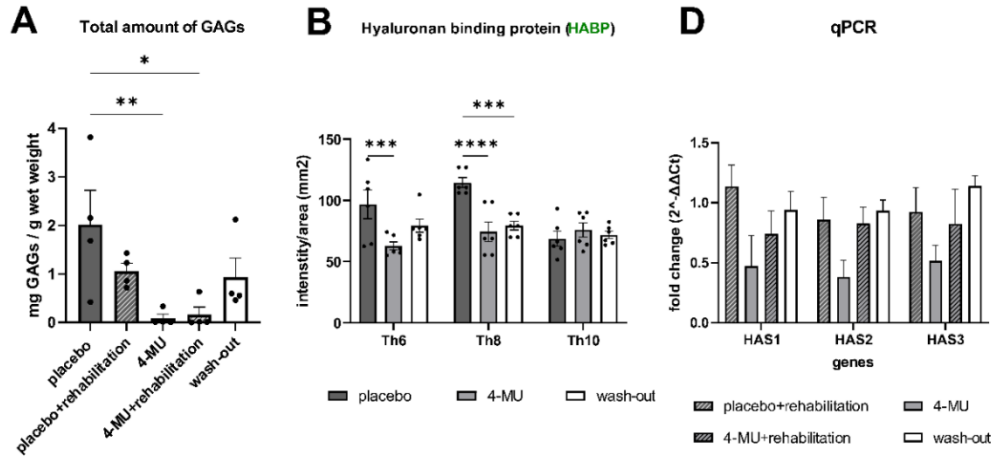 A
Total amount of GAGs
*
**
mg GAGs / g wet weight
4
3
2
1
0
placebo
placebo+rehabilitation
4-MU
4-MU+rehabilitation
wash-out
B
Hyaluronan binding protein (HABP)
***
***
****
intenstity/area (mm2)
150
100
50
0
Th6
Th8
Th10
placebo
4-MU
wash-out
D
qPCR
fold change (2^-ΔΔCt)
1.5
1.0
0.5
0.0
HAS1
HAS2
HAS3
genes
placebo+rehabilitation
4-MU
4-MU+rehabilitation
wash-out